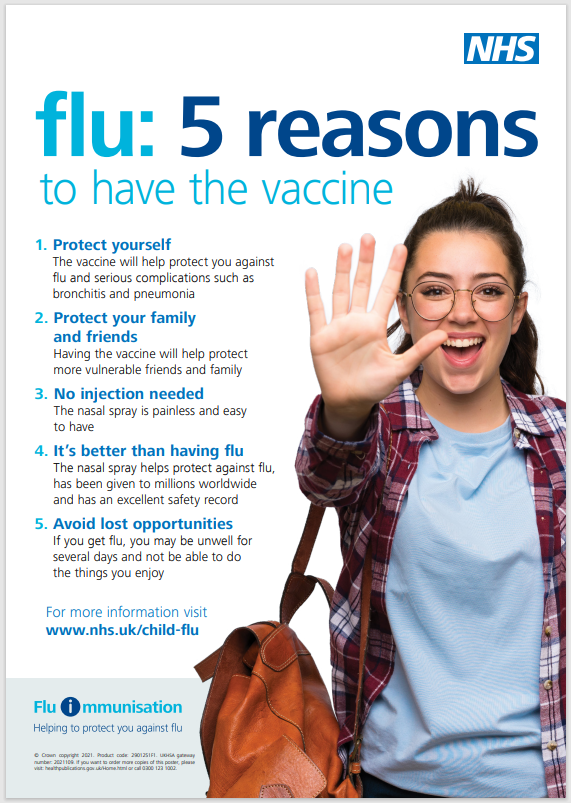 NHS
flu: 5 reasons
to have the vaccine
1. Protect yourself
The vaccine will help protect you against
flu and serious complications such as
bronchitis and pneumonia
2. Protect your family
and friends
Having the vaccine will help protect
more vulnerable friends and family
3. No injection needed
The nasal spray is painless and easy
to have
4. It's better than having flu
The nasal spray helps protect against flu,
has been given to millions worldwide
and has an excellent safety record
5. Avoid lost opportunities
If you get flu, you may be unwell for
several days and not be able to do
the things you enjoy
For more information visit
www.nhs.uk/child-flu
Flu immunisation
Helping to protect you against flu
© Crown copyright 2021. Product code: 2901251F1. UKHSA gateway
number: 2021109. If you want to order more copies of this poster, please
visit: healthpublications.gov.uk/Home.html or call 0300 123 1002.